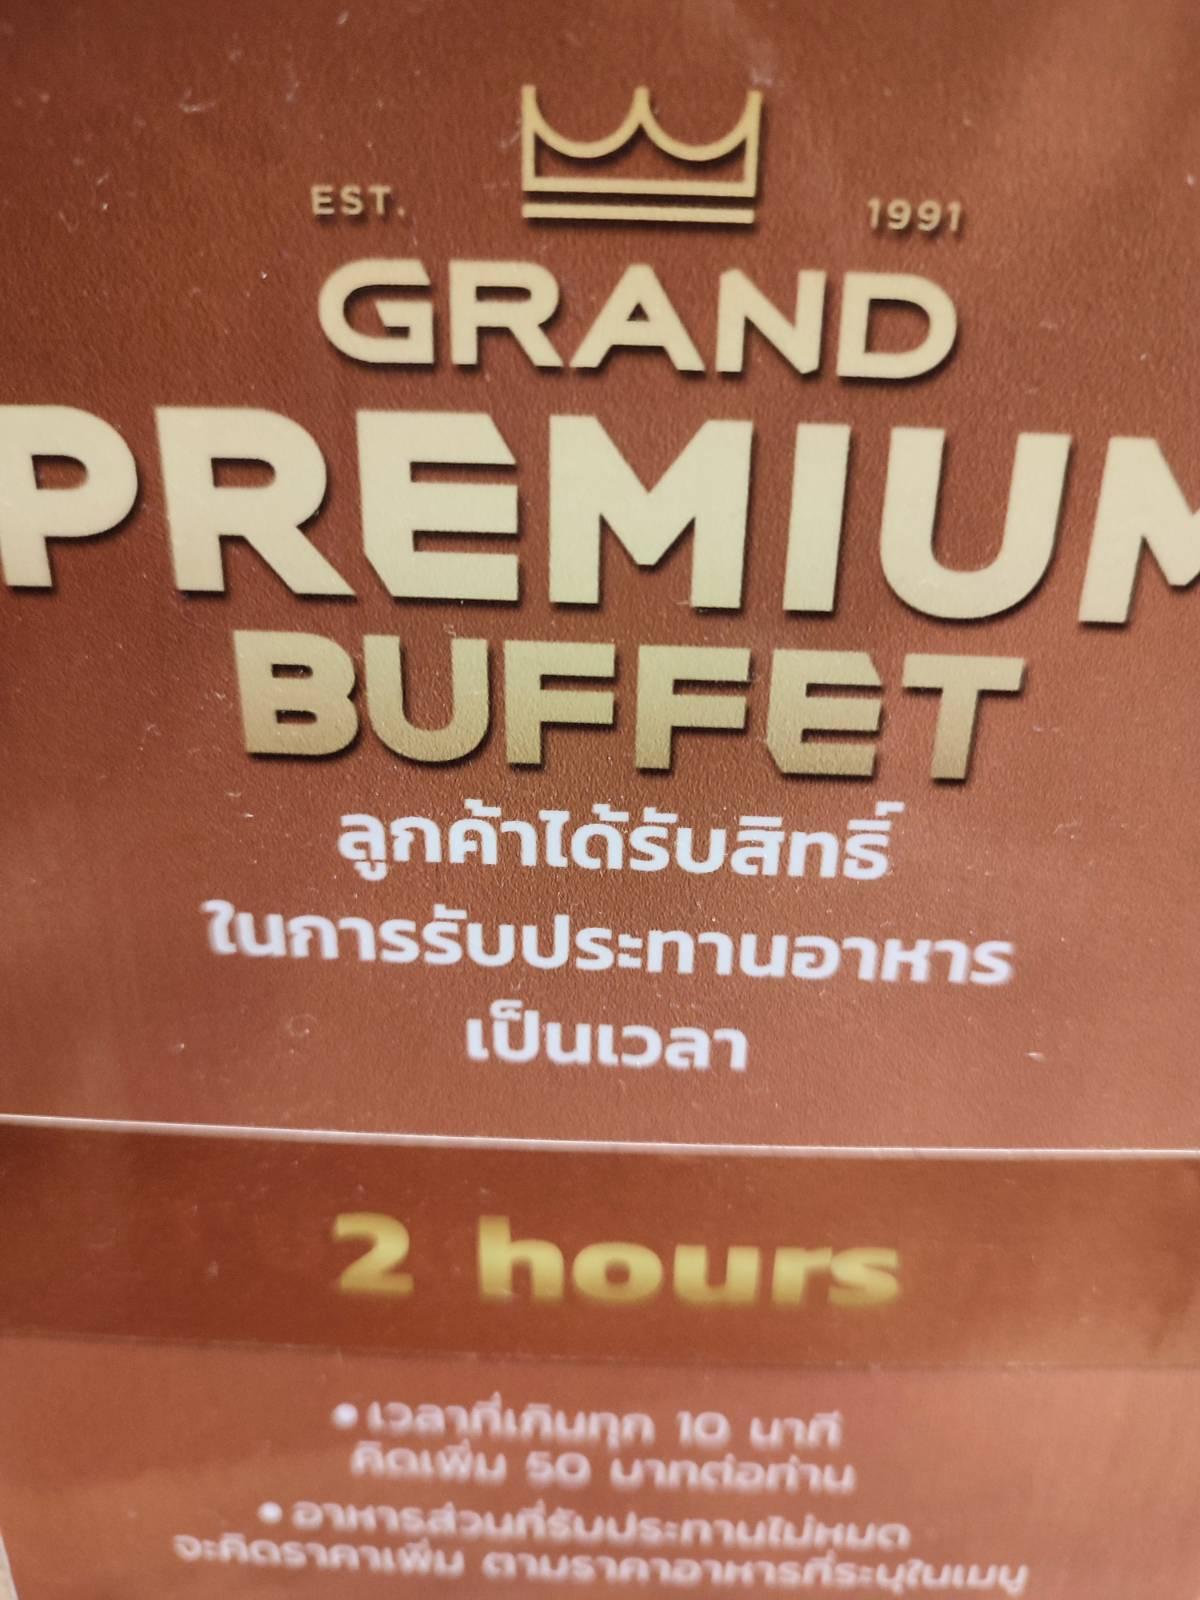 EST. 1991
GRAND
PREMIUM
BUFFET
ลูกค้าได้รับสิทธิ์
ในการรับประทานอาหาร
เป็นเวลา
2 hours
• เวลาที่เกินทุก 10 นาที
คิดเพิ่ม 50 บาทต่อท่าน
• อาหารส่วนที่รับประทานไม่หมด
จะคิดราคาเพิ่ม ตามราคาอาหารที่ระบุในเมนู